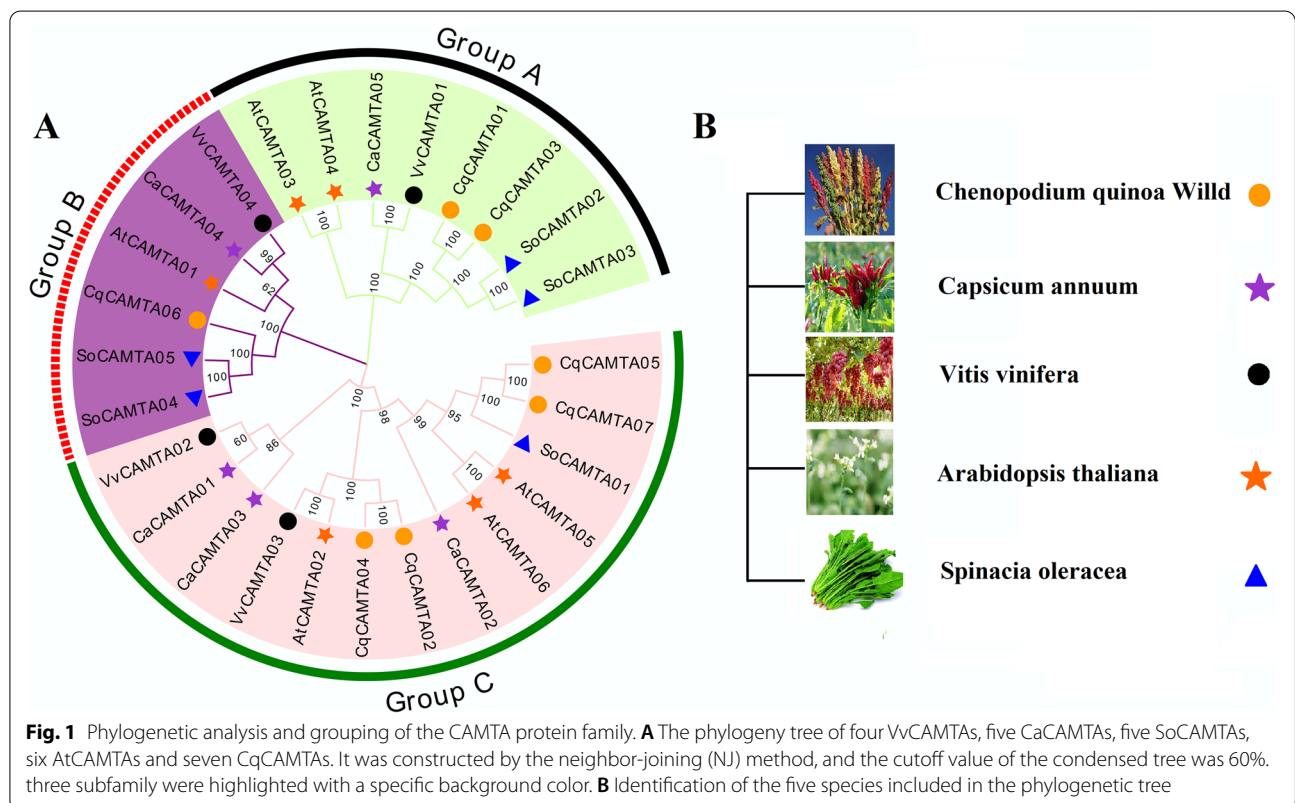 A
Group A
Group B
Group C
AtCAMTA03
AtCAMTA04
CaCAMTA05
VvCAMTA01
CqCAMTA01
CqCAMTA03
SoCAMTA02
SoCAMTA03
CqCAMTA05
CqCAMTA07
SoCAMTA01
AtCAMTA05
AtCAMTA06
CaCAMTA02
CqCAMTA02
CqCAMTA04
AtCAMTA02
VvCAMTA03
CaCAMTA03
CaCAMTA01
VvCAMTA02
SoCAMTA04
SoCAMTA05
CqCAMTA06
AtCAMTA01
CaCAMTA04
VvCAMTA04
100
100
100
100
100
100
100
100
99
62
100
100
100
100
98
99
95
100
100
100
86
60
100
100
100
B
Chenopodium quinoa Willd
Capsicum annuum
Vitis vinifera
Arabidopsis thaliana
Spinacia oleracea
Fig. 1 Phylogenetic analysis and grouping of the CAMTA protein family. A The phylogeny tree of four VvCAMTAs, five CaCAMTAs, five SoCAMTAs,
six AtCAMTAs and seven CqCAMTAs. It was constructed by the neighbor-joining (NJ) method, and the cutoff value of the condensed tree was 60%.
three subfamily were highlighted with a specific background color. B Identification of the five species included in the phylogenetic tree